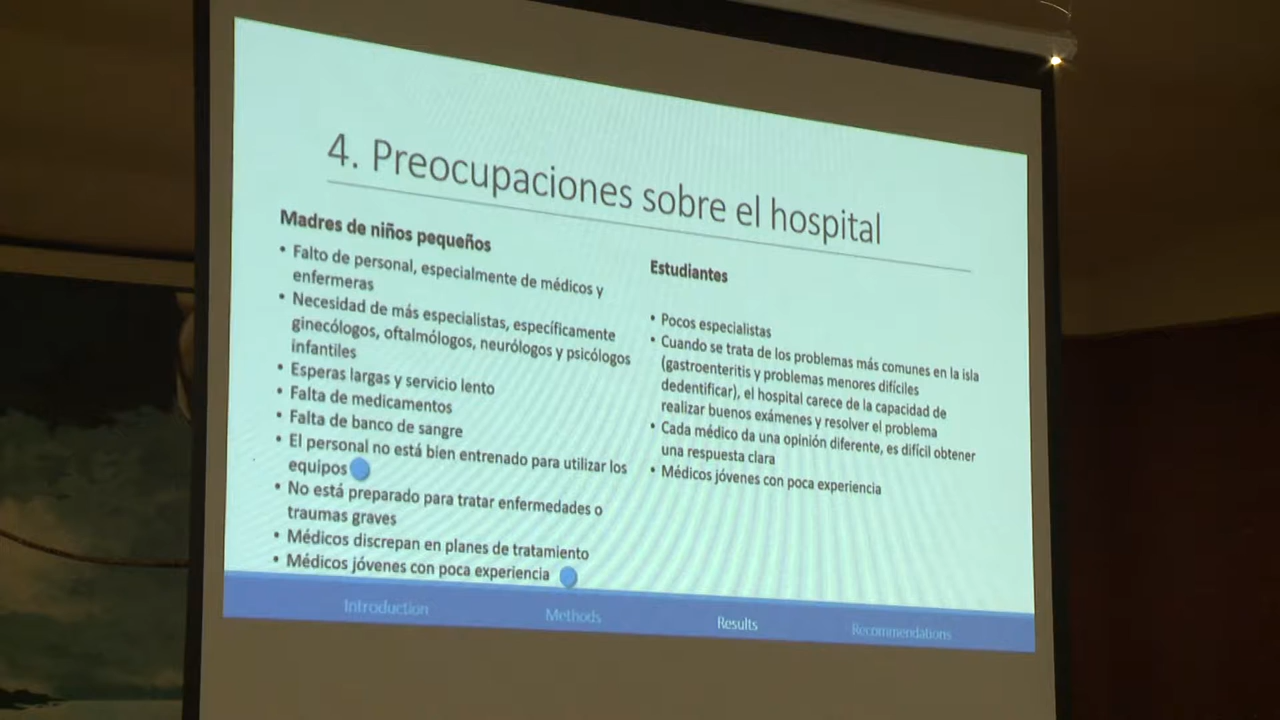 4. Preocupaciones sobre el hospital
Madres de niños pequeños
• Falto de personal, especialmente de médicos y
enfermeras
• Necesidad de más especialistas, específicamente
ginecólogos, oftalmólogos, neurólogos y psicólogos
infantiles
• Esperas largas y servicio lento
• Falta de medicamentos
• Falta de banco de sangre
• El personal no está bien entrenado para utilizar los
equipos
• No está preparado para tratar enfermedades o
traumas graves
• Médicos discrepan en planes de tratamiento
• Médicos jóvenes con poca experiencia
Estudiantes
• Pocos especialistas
• Cuando se trata de los problemas más comunes en la isla
(gastroenteritis y problemas menores difíciles
dedentificar), el hospital carece de la capacidad de
realizar buenos exámenes y resolver el problema
• Cada médico da una opinión diferente, es difícil obtener
una respuesta clara
• Médicos jóvenes con poca experiencia
Introduction
Methods
Results
Recommendations